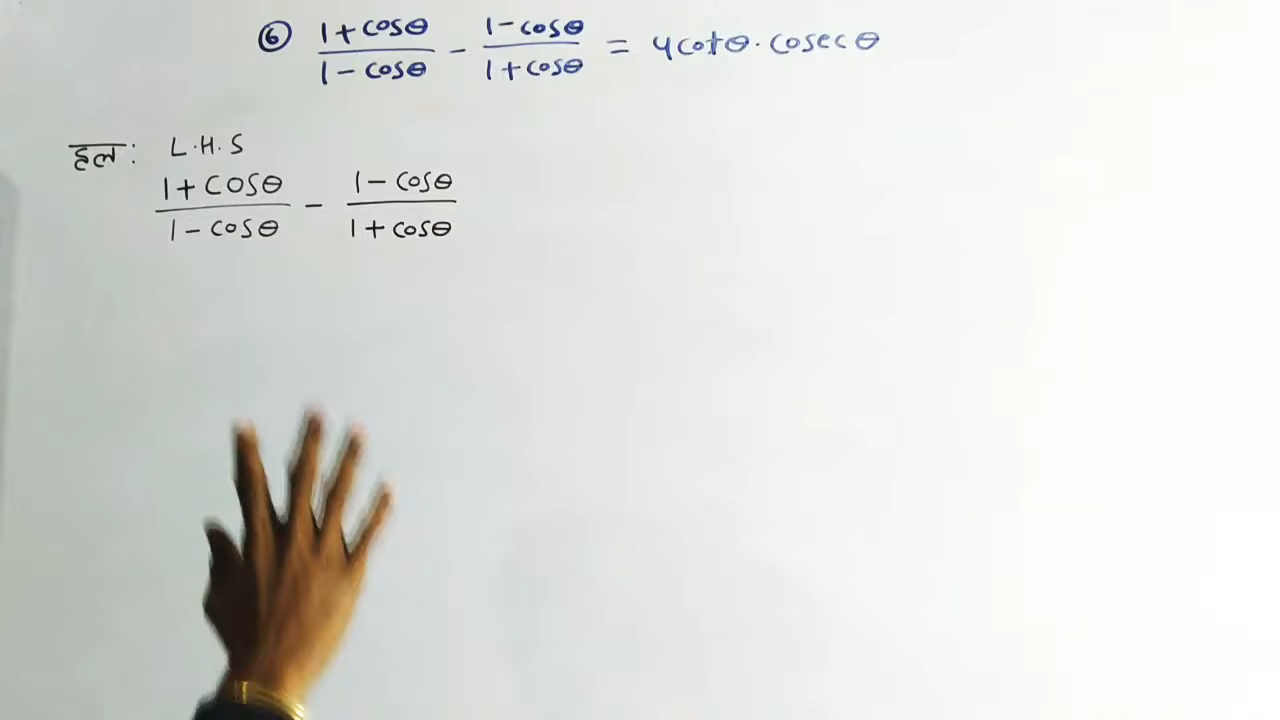 ⑥ (1+cosθ)/(1-cosθ) - (1-cosθ)/(1+cosθ) = 4cotθ·cosecθ
हल: L.H.S
(1+cosθ)/(1-cosθ) - (1-cosθ)/(1+cosθ)